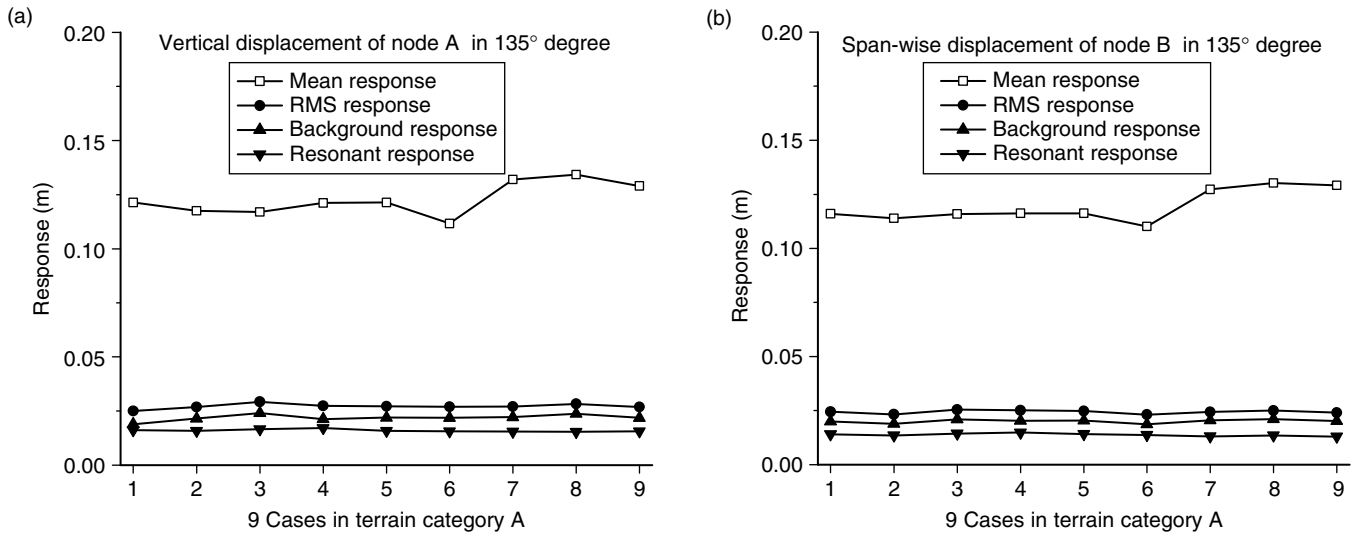 (a)
Vertical displacement of node A in 135° degree
Mean response
RMS response
Background response
Resonant response
Response (m)
0.20
0.15
0.10
0.05
0.00
1 2 3 4 5 6 7 8 9
9 Cases in terrain category A
(b)
Span-wise displacement of node B in 135° degree
Mean response
RMS response
Background response
Resonant response
Response (m)
0.20
0.15
0.10
0.05
0.00
1 2 3 4 5 6 7 8 9
9 Cases in terrain category A